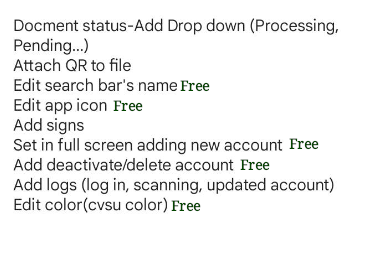 Docment status-Add Drop down (Processing,
Pending...)
Attach QR to file
Edit search bar's name Free
Edit app icon Free
Add signs
Set in full screen adding new account Free
Add deactivate/delete account Free
Add logs (log in, scanning, updated account)
Edit color(cvsu color) Free